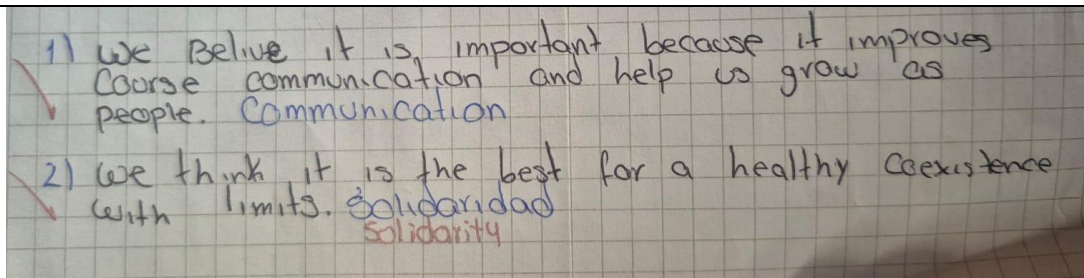 1) We Belive it is important because it improves
Course communication and help us grow as
people. Communication
2) we think it is the best for a healthy Coexistence
with limits. Solidaridad
Solidarity